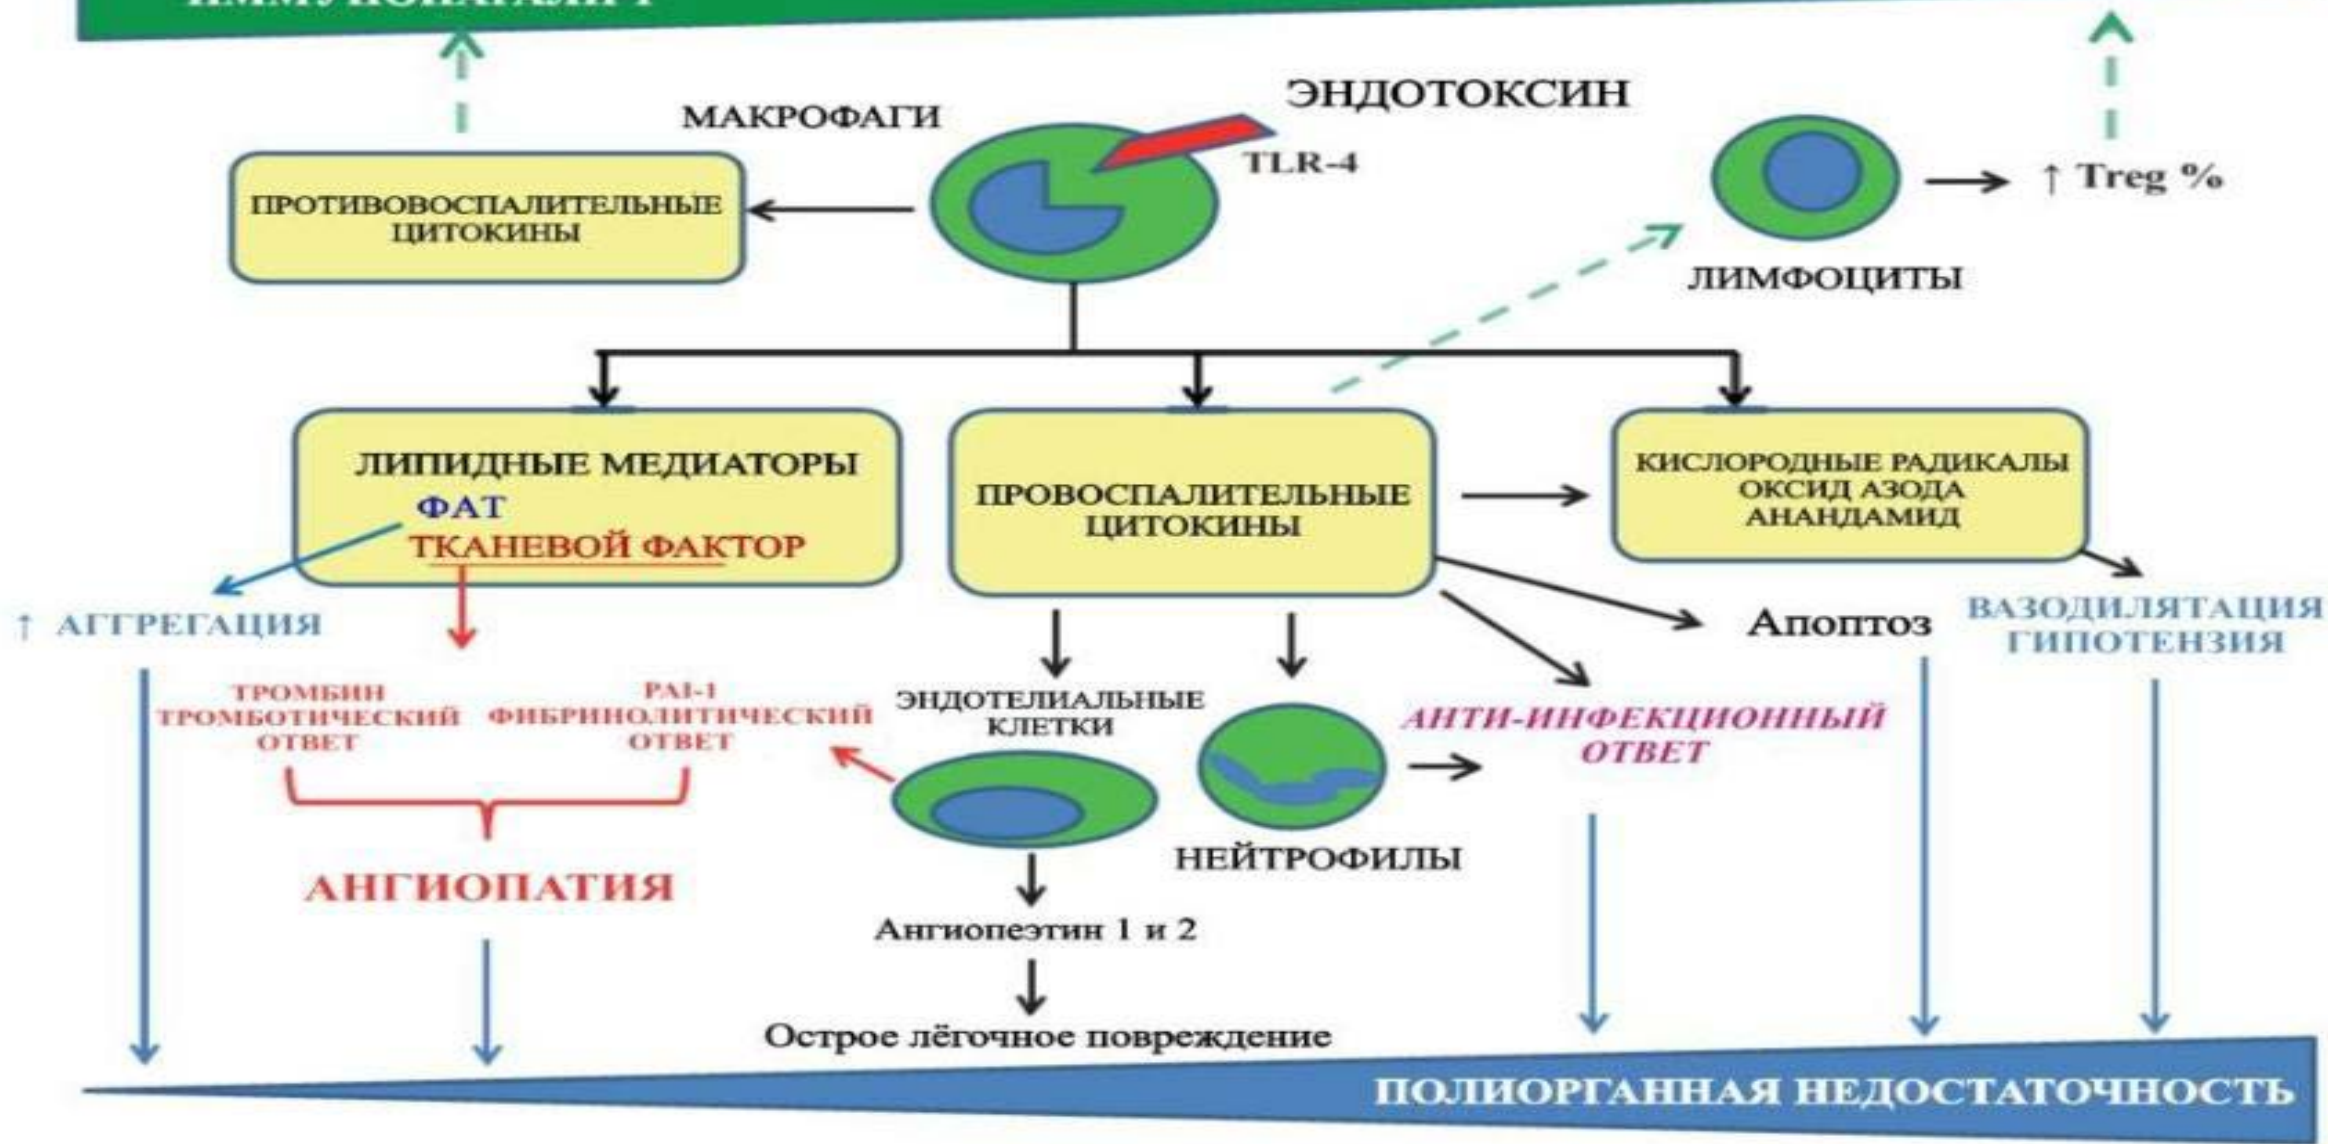 МАКРОФАГИ
ЭНДОТОКСИН
TLR-4
↑ Treg %
ПРОТИВОВОСПАЛИТЕЛЬНЫЕ
ЦИТОКИНЫ
ЛИМФОЦИТЫ
ЛИПИДНЫЕ МЕДИАТОРЫ
ФАТ
ТКАНЕВОЙ ФАКТОР
ПРОВОСПАЛИТЕЛЬНЫЕ
ЦИТОКИНЫ
КИСЛОРОДНЫЕ РАДИКАЛЫ
ОКСИД АЗОДА
АНАНДАМИД
↑ АГГРЕГАЦИЯ
Апоптоз
ВАЗОДИЛЯТАЦИЯ
ГИПОТЕНЗИЯ
ТРОМБИН
ТРОМБОТИЧЕСКИЙ
ОТВЕТ
PAI-1
ФИБРИНОЛИТИЧЕСКИЙ
ОТВЕТ
ЭНДОТЕЛИАЛЬНЫЕ
КЛЕТКИ
АНТИ-ИНФЕКЦИОННЫЙ
ОТВЕТ
НЕЙТРОФИЛЫ
АНГИОПАТИЯ
Ангиопеэтин 1 и 2
Острое лёгочное повреждение
ПОЛИОРГАННАЯ НЕДОСТАТОЧНОСТЬ